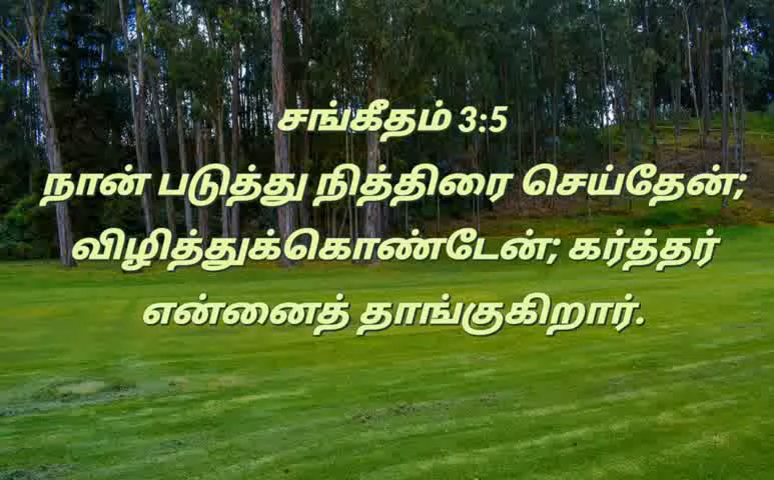 சங்கீதம் 3:5
நான் படுத்து நித்திரை செய்தேன்;
விழித்துக்கொண்டேன்; கர்த்தர்
என்னைத் தாங்குகிறார்.